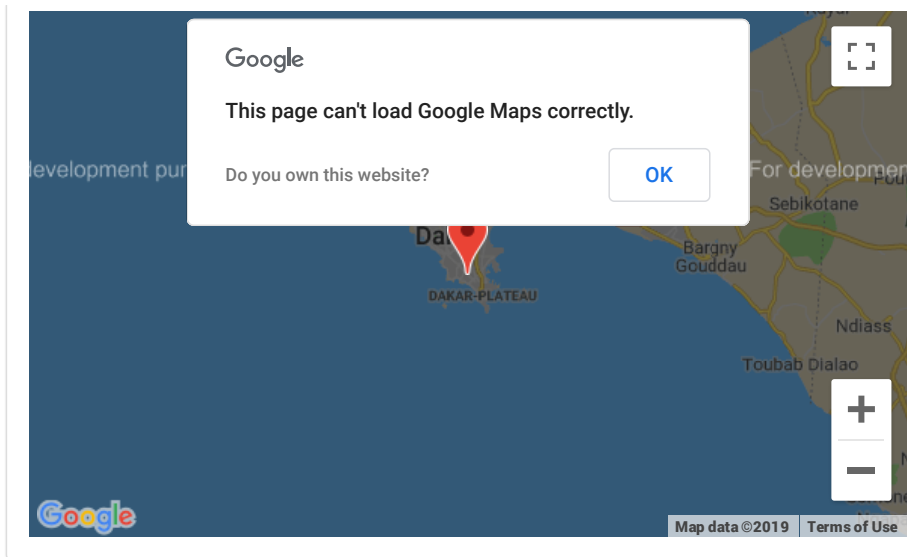 Google
This page can't load Google Maps correctly.
Do you own this website?
OK
For developmen
Sebikotane
Bargny
Gouddau
DAKAR-PLATEAU
Ndiass
Toubab Dialao
Google
Map data ©2019
Terms of Use